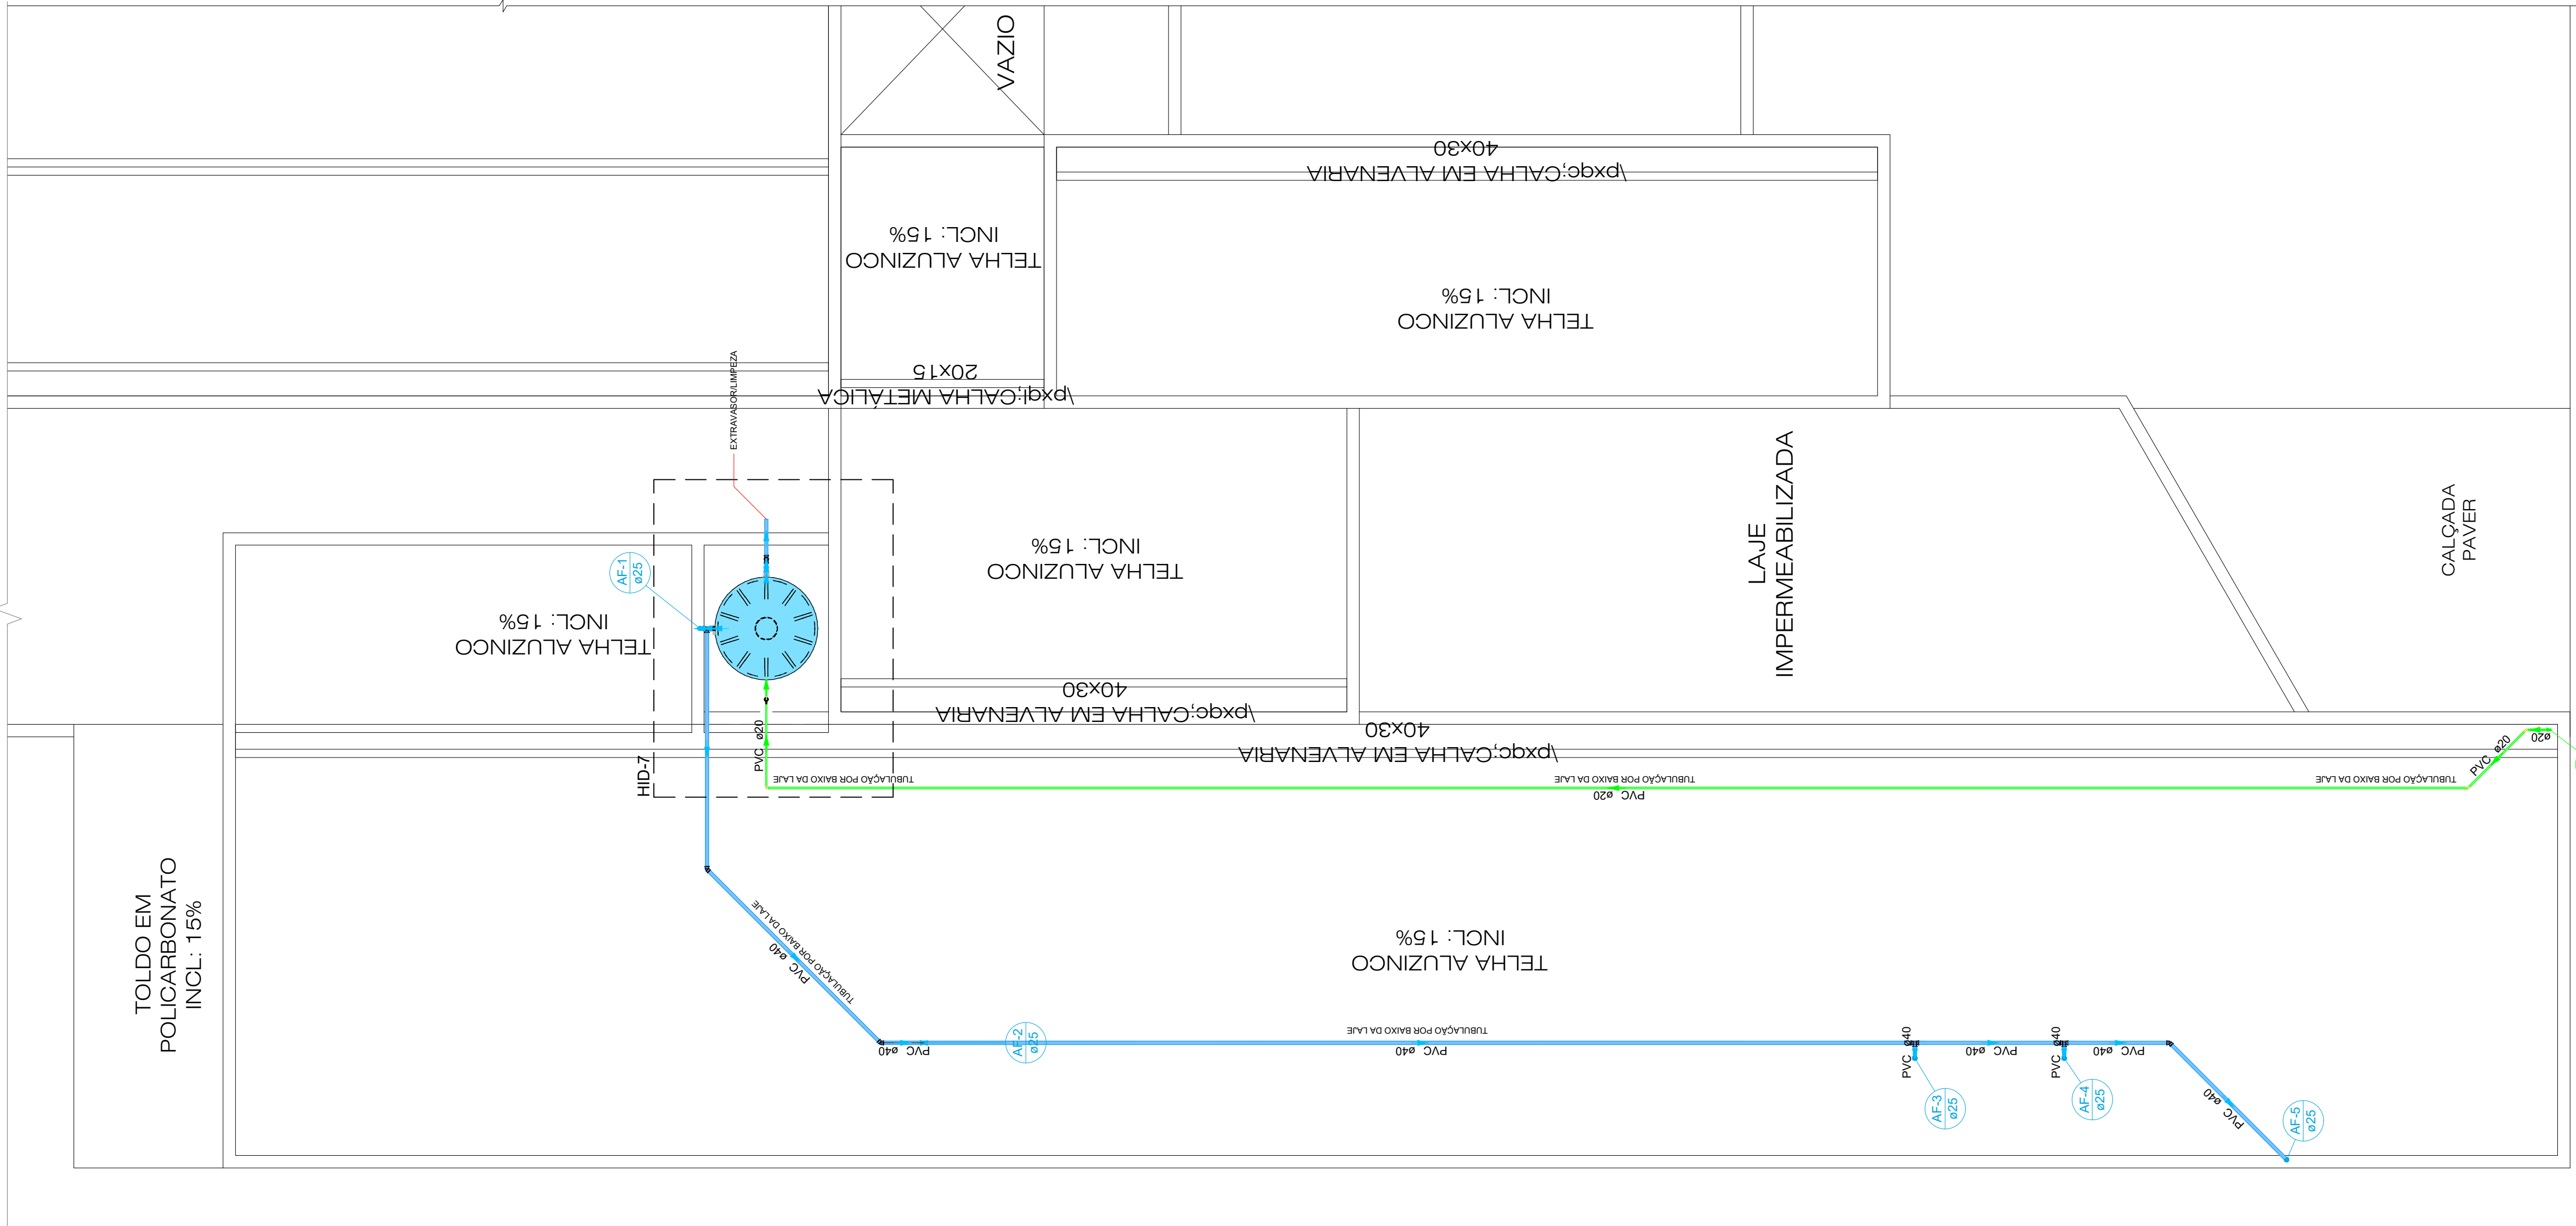 VAZIO
\pxqc;CALHA EM ALVENARIA
40x30
TELHA ALUZINCO
INCL: 15%
TELHA ALUZINCO
INCL: 15%
\pxqi;CALHA METÁLICA
20x15
EXTRAVASOR/LIMPEZA
LAJE
IMPERMEABILIZADA
CALÇADA
PAVER
TELHA ALUZINCO
INCL: 15%
AF-1
ø25
TELHA ALUZINCO
INCL: 15%
\pxqc;CALHA EM ALVENARIA
40x30
\pxqc;CALHA EM ALVENARIA
40x30
HID-7
PVC ø20
TUBULAÇÃO POR BAIXO DA LAJE
TUBULAÇÃO POR BAIXO DA LAJE
PVC ø20
TUBULAÇÃO POR BAIXO DA LAJE
PVC ø20
ø20
TOLDO EM
POLICARBONATO
INCL: 15%
TUBULAÇÃO POR BAIXO DA LAJE
PVC ø40
TELHA ALUZINCO
INCL: 15%
PVC ø40
AF-2
ø25
TUBULAÇÃO POR BAIXO DA LAJE
PVC ø40
PVC ø40
PVC ø40
PVC ø40
PVC ø40
AF-3
ø25
AF-4
ø25
PVC ø40
AF-5
ø25